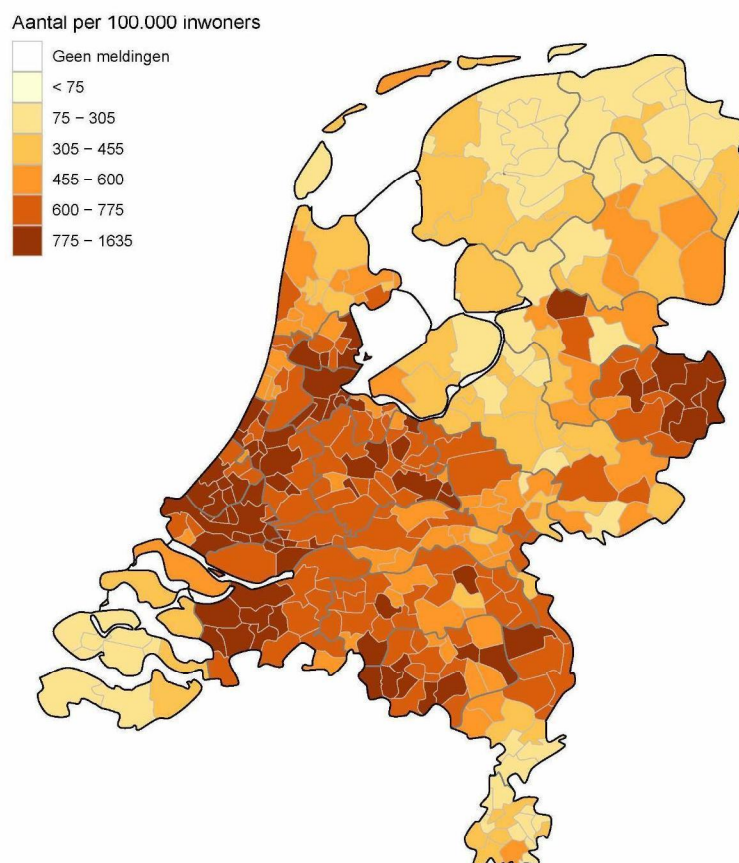 Aantal per 100.000 inwoners
Geen meldingen
< 75
75 – 305
305 – 455
455 – 600
600 – 775
775 – 1635